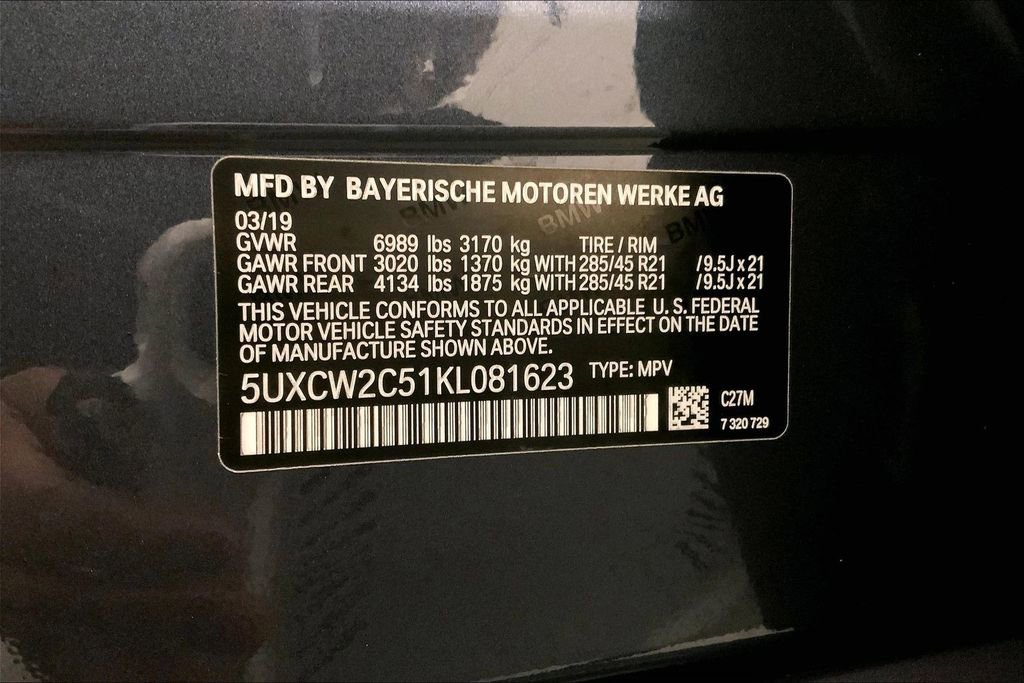 MFD BY BAYERISCHE MOTOREN WERKE AG
BMW BMW BMW
03/19
GVWR 6989 lbs 3170 kg TIRE / RIM
GAWR FRONT 3020 lbs 1370 kg WITH 285/45 R21 /9.5J x 21
GAWR REAR 4134 lbs 1875 kg WITH 285/45 R21 /9.5J x 21
THIS VEHICLE CONFORMS TO ALL APPLICABLE U.S. FEDERAL
MOTOR VEHICLE SAFETY STANDARDS IN EFFECT ON THE DATE
OF MANUFACTURE SHOWN ABOVE.
5UXCW2C51KL081623 TYPE: MPV
C27M
7 320 729